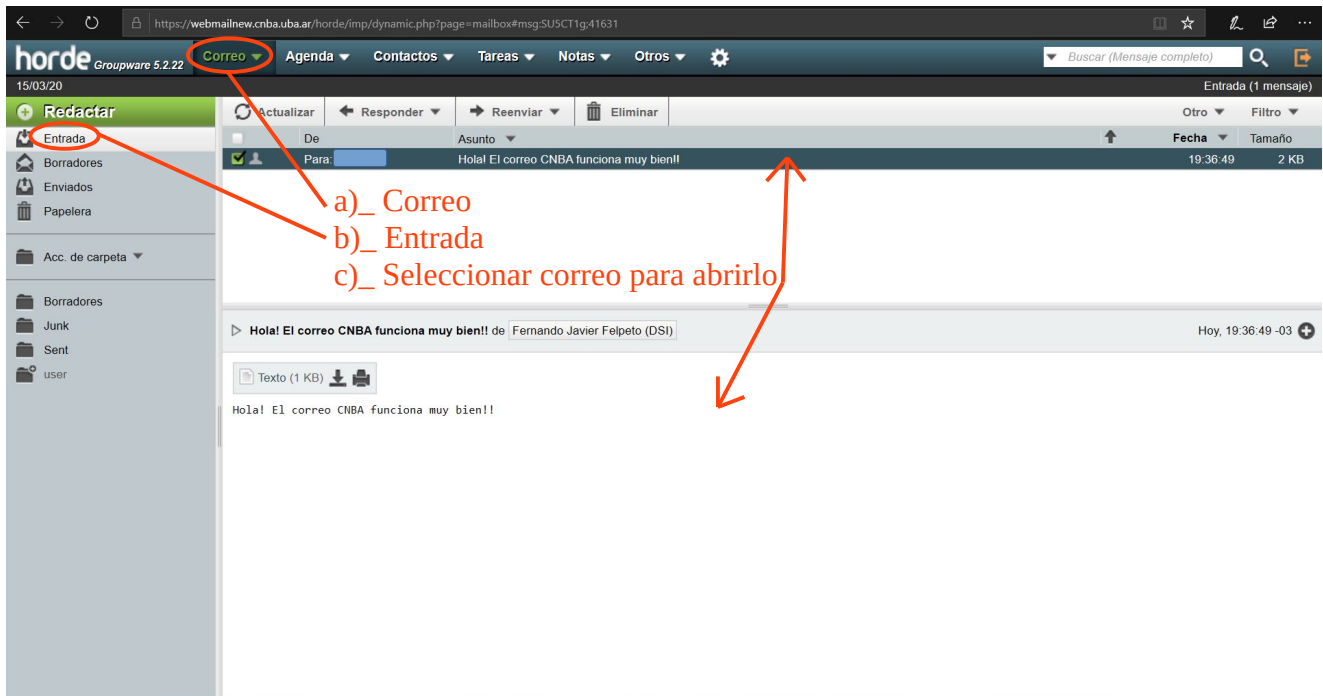 https://webmailnew.cnba.uba.ar/horde/imp/dynamic.php?page=mailbox#msg:SU5CT1g;41631
horde Groupware 5.2.22 Correo Agenda Contactos Tareas Notas Otros Buscar (Mensaje completo)
15/03/20 Entrada (1 mensaje)
Redactar Actualizar Responder Reenviar Eliminar Otro Filtro
Entrada De Asunto Fecha Tamaño
Borradores Para: Hola! El correo CNBA funciona muy bien!! 19:36:49 2 KB
Enviados
Papelera
a)_ Correo
b)_ Entrada
c)_ Seleccionar correo para abrirlo
Acc. de carpeta
Borradores
Junk
Sent
user
Hola! El correo CNBA funciona muy bien!! de Fernando Javier Felpeto (DSI) Hoy, 19:36:49 -03
Texto (1 KB)
Hola! El correo CNBA funciona muy bien!!